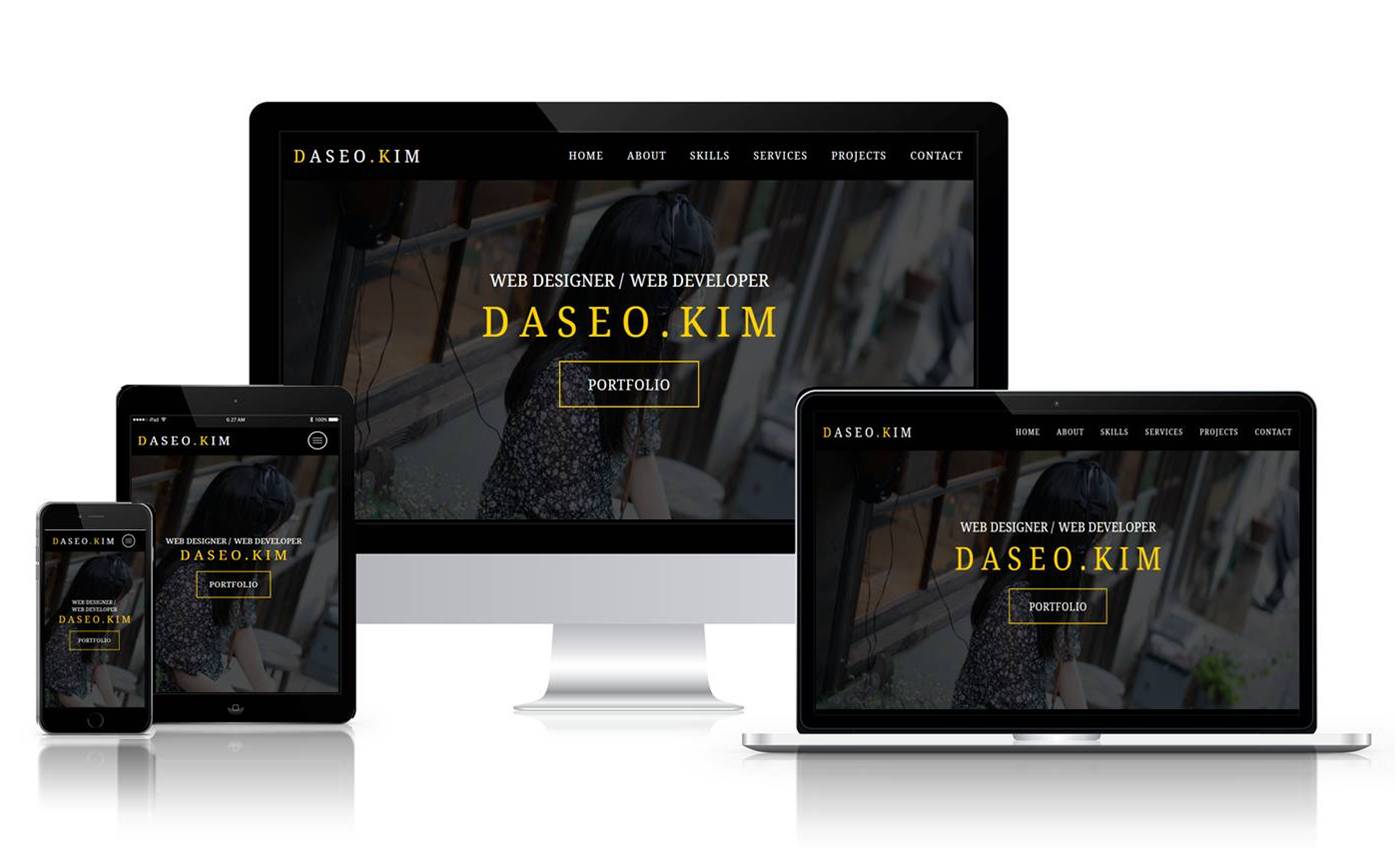 DASEO.KIM
HOME ABOUT SKILLS SERVICES PROJECTS CONTACT
WEB DESIGNER / WEB DEVELOPER
DASEO.KIM
PORTFOLIO
iPad 6:27 AM 100%
DASEO.KIM
WEB DESIGNER / WEB DEVELOPER
DASEO.KIM
PORTFOLIO
DASEO.KIM
WEB DESIGNER /
WEB DEVELOPER
DASEO.KIM
PORTFOLIO
DASEO.KIM
HOME ABOUT SKILLS SERVICES PROJECTS CONTACT
WEB DESIGNER / WEB DEVELOPER
DASEO.KIM
PORTFOLIO